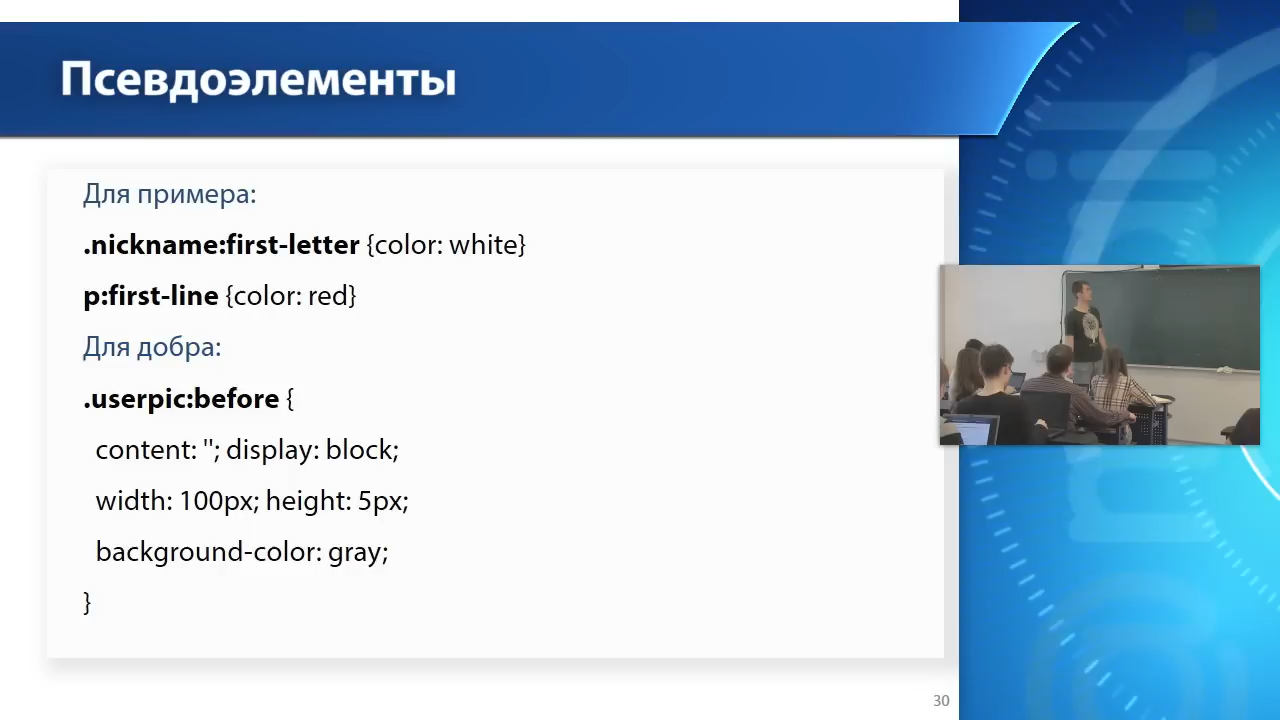 Псевдоэлементы
Для примера:
.nickname:first-letter {color: white}
p:first-line {color: red}
Для добра:
.userpic:before {
content: ''; display: block;
width: 100px; height: 5px;
background-color: gray;
}
30